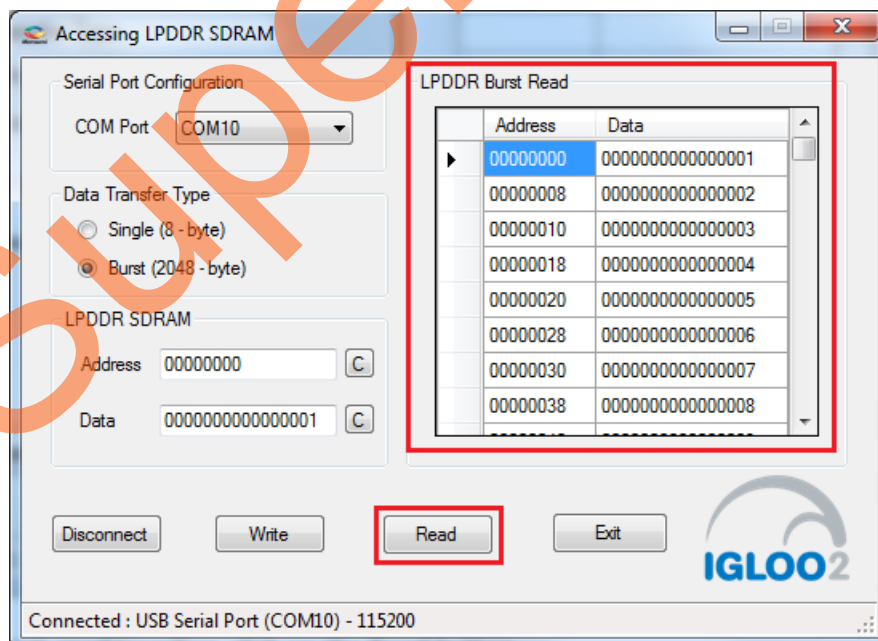 Accessing LPDDR SDRAM
Serial Port Configuration
COM Port COM10
Data Transfer Type
Single (8 - byte)
Burst (2048 - byte)
LPDDR SDRAM
Address 00000000 C
Data 0000000000000001 C
LPDDR Burst Read
Address Data
00000000 0000000000000001
00000008 0000000000000002
00000010 0000000000000003
00000018 0000000000000004
00000020 0000000000000005
00000028 0000000000000006
00000030 0000000000000007
00000038 0000000000000008
Disconnect Write Read Exit
IGLOO2
Connected : USB Serial Port (COM10) - 115200